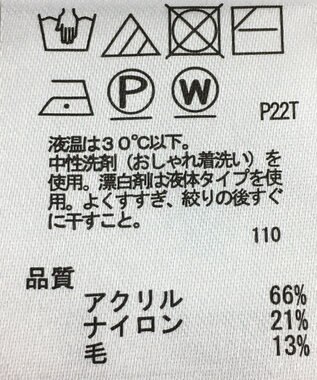 P W P22T
液温は30℃以下。
中性洗剤（おしゃれ着洗い）を
使用。漂白剤は液体タイプを使
用。よくすすぎ、絞りの後すぐ
に干すこと。
110
品質
アクリル 66%
ナイロン 21%
毛 13%